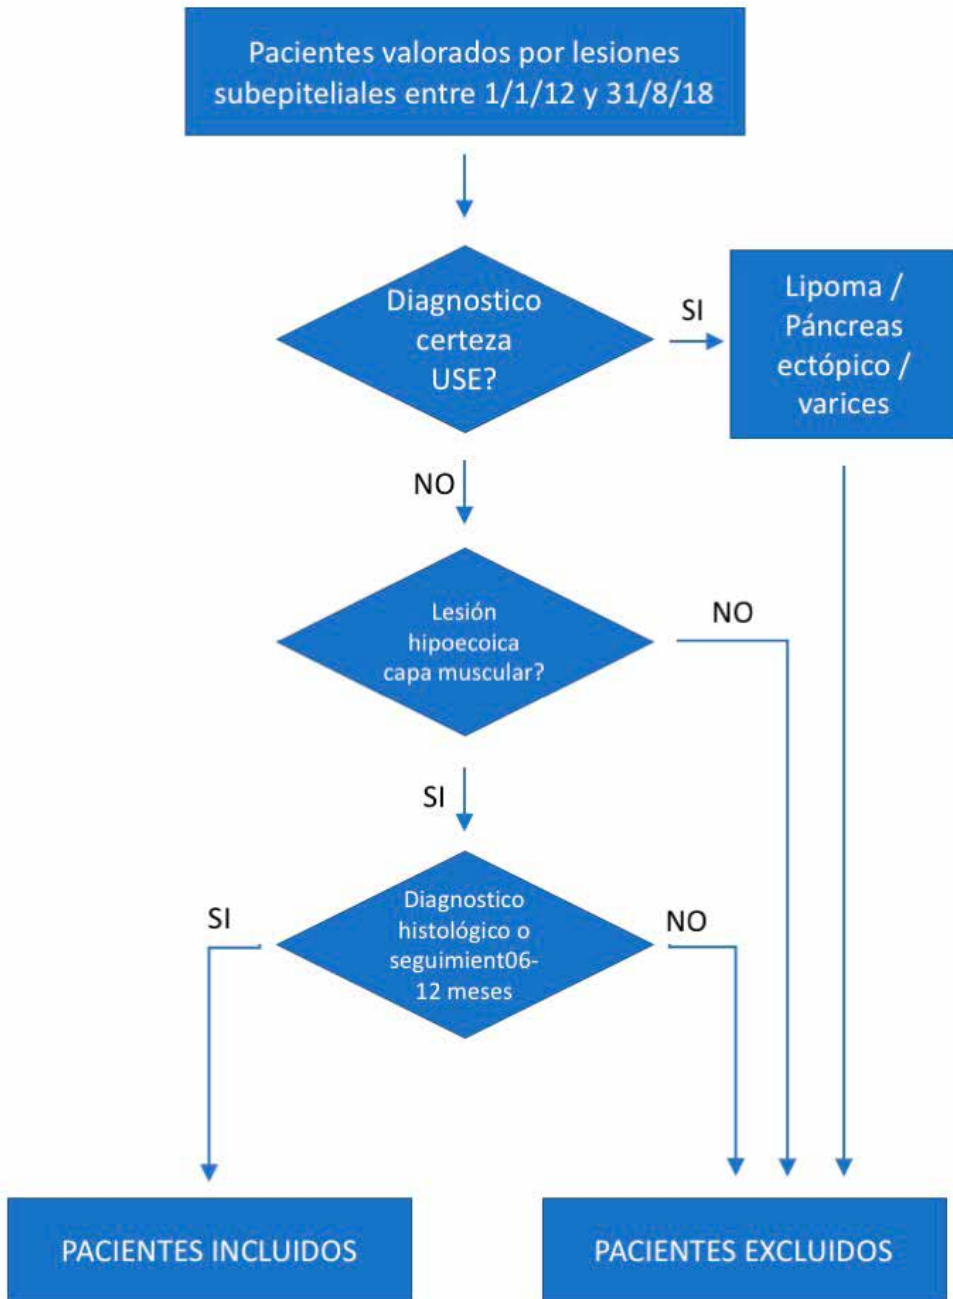 Pacientes valorados por lesiones
subepiteliales entre 1/1/12 y 31/8/18
Diagnostico
certeza
USE?
SI
Lipoma /
Páncreas
ectópico /
varices
NO
Lesión
hipoecoica
capa muscular?
NO
SI
Diagnostico
histológico o
seguimient06-
12 meses
SI
NO
PACIENTES INCLUIDOS
PACIENTES EXCLUIDOS